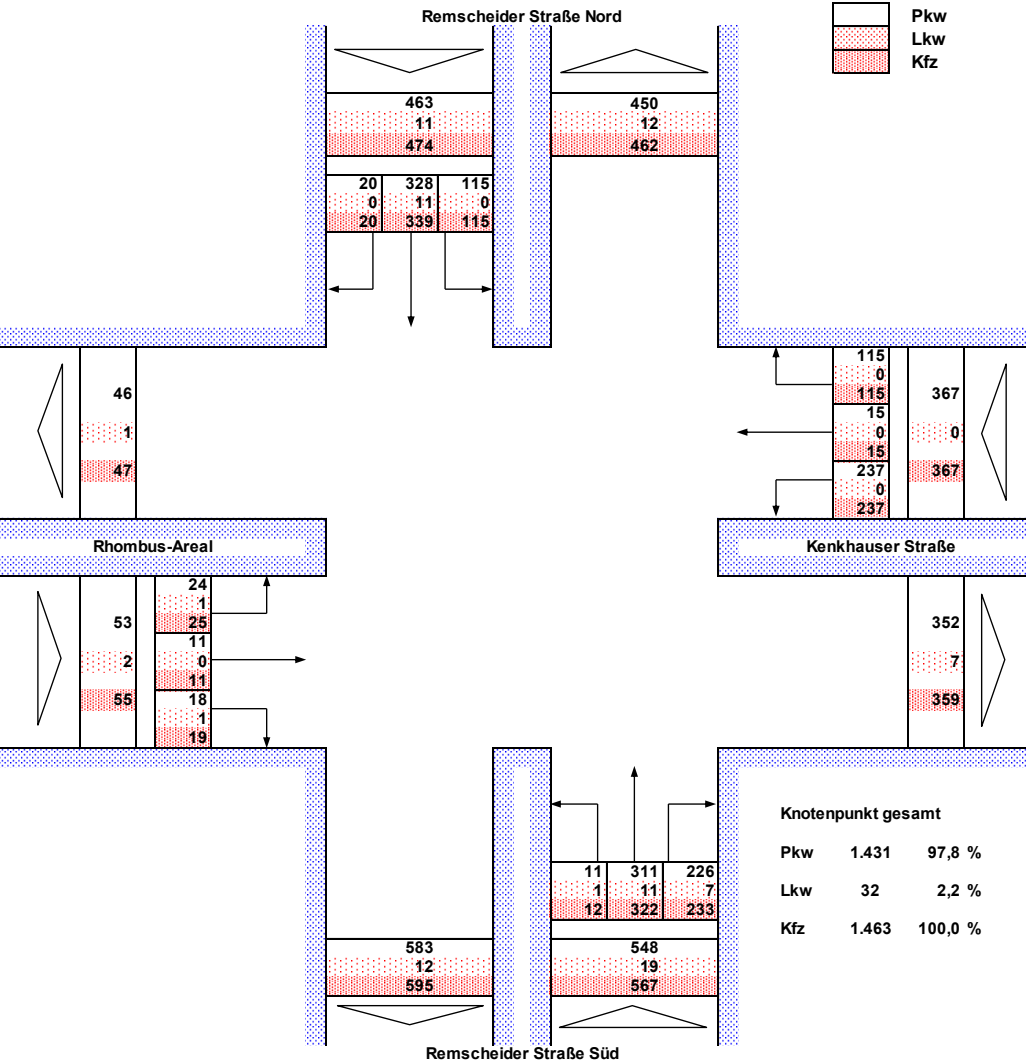 Remscheider Straße Nord
Pkw
Lkw
Kfz
463
11
474
450
12
462
20 328 115
0 11 0
20 339 115
46
1
47
115
0
115
15
0
15
237
0
237
367
0
367
Rhombus-Areal
Kenkhauser Straße
53
2
55
24
1
25
11
0
11
18
1
19
352
7
359
Knotenpunkt gesamt
Pkw 1.431 97,8 %
Lkw 32 2,2 %
Kfz 1.463 100,0 %
11 311 226
1 11 7
12 322 233
583
12
595
548
19
567
Remscheider Straße Süd